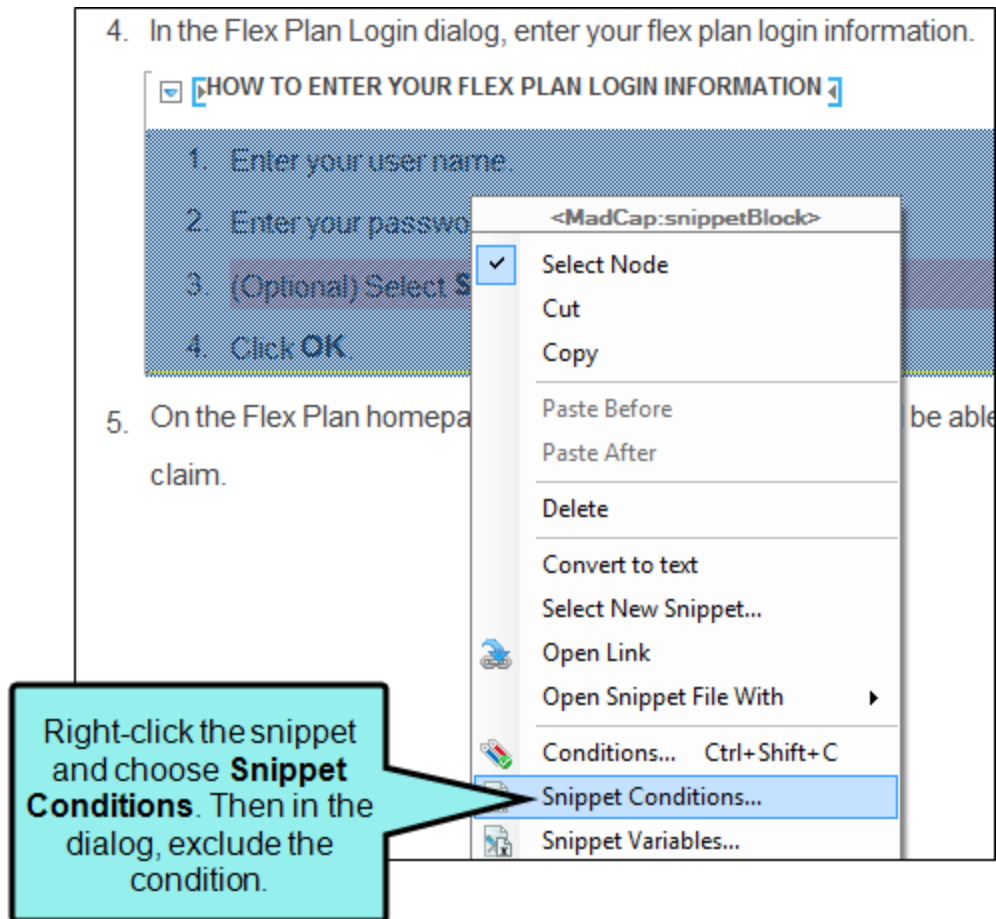 4. In the Flex Plan Login dialog, enter your flex plan login information.
HOW TO ENTER YOUR FLEX PLAN LOGIN INFORMATION
1. Enter your user name.
2. Enter your passwo
3. (Optional) Select S
4. Click OK.
<MadCap:snippetBlock>
Select Node
Cut
Copy
Paste Before
Paste After
Delete
Convert to text
Select New Snippet...
Open Link
Open Snippet File With
Conditions... Ctrl+Shift+C
Snippet Conditions...
Snippet Variables...
5. On the Flex Plan homepa be able
claim.
Right-click the snippet
and choose Snippet
Conditions. Then in the
dialog, exclude the
condition.